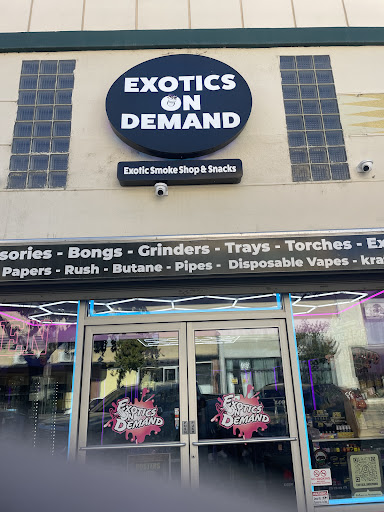 EXOTICS
ON
DEMAND
Exotic Smoke Shop & Snacks
sories - Bongs - Grinders - Trays - Torches - Ex
Papers - Rush - Butane - Pipes - Disposable Vapes - kra
EXOTICS
ON
DEMAND
EXOTICS
ON
DEMAND